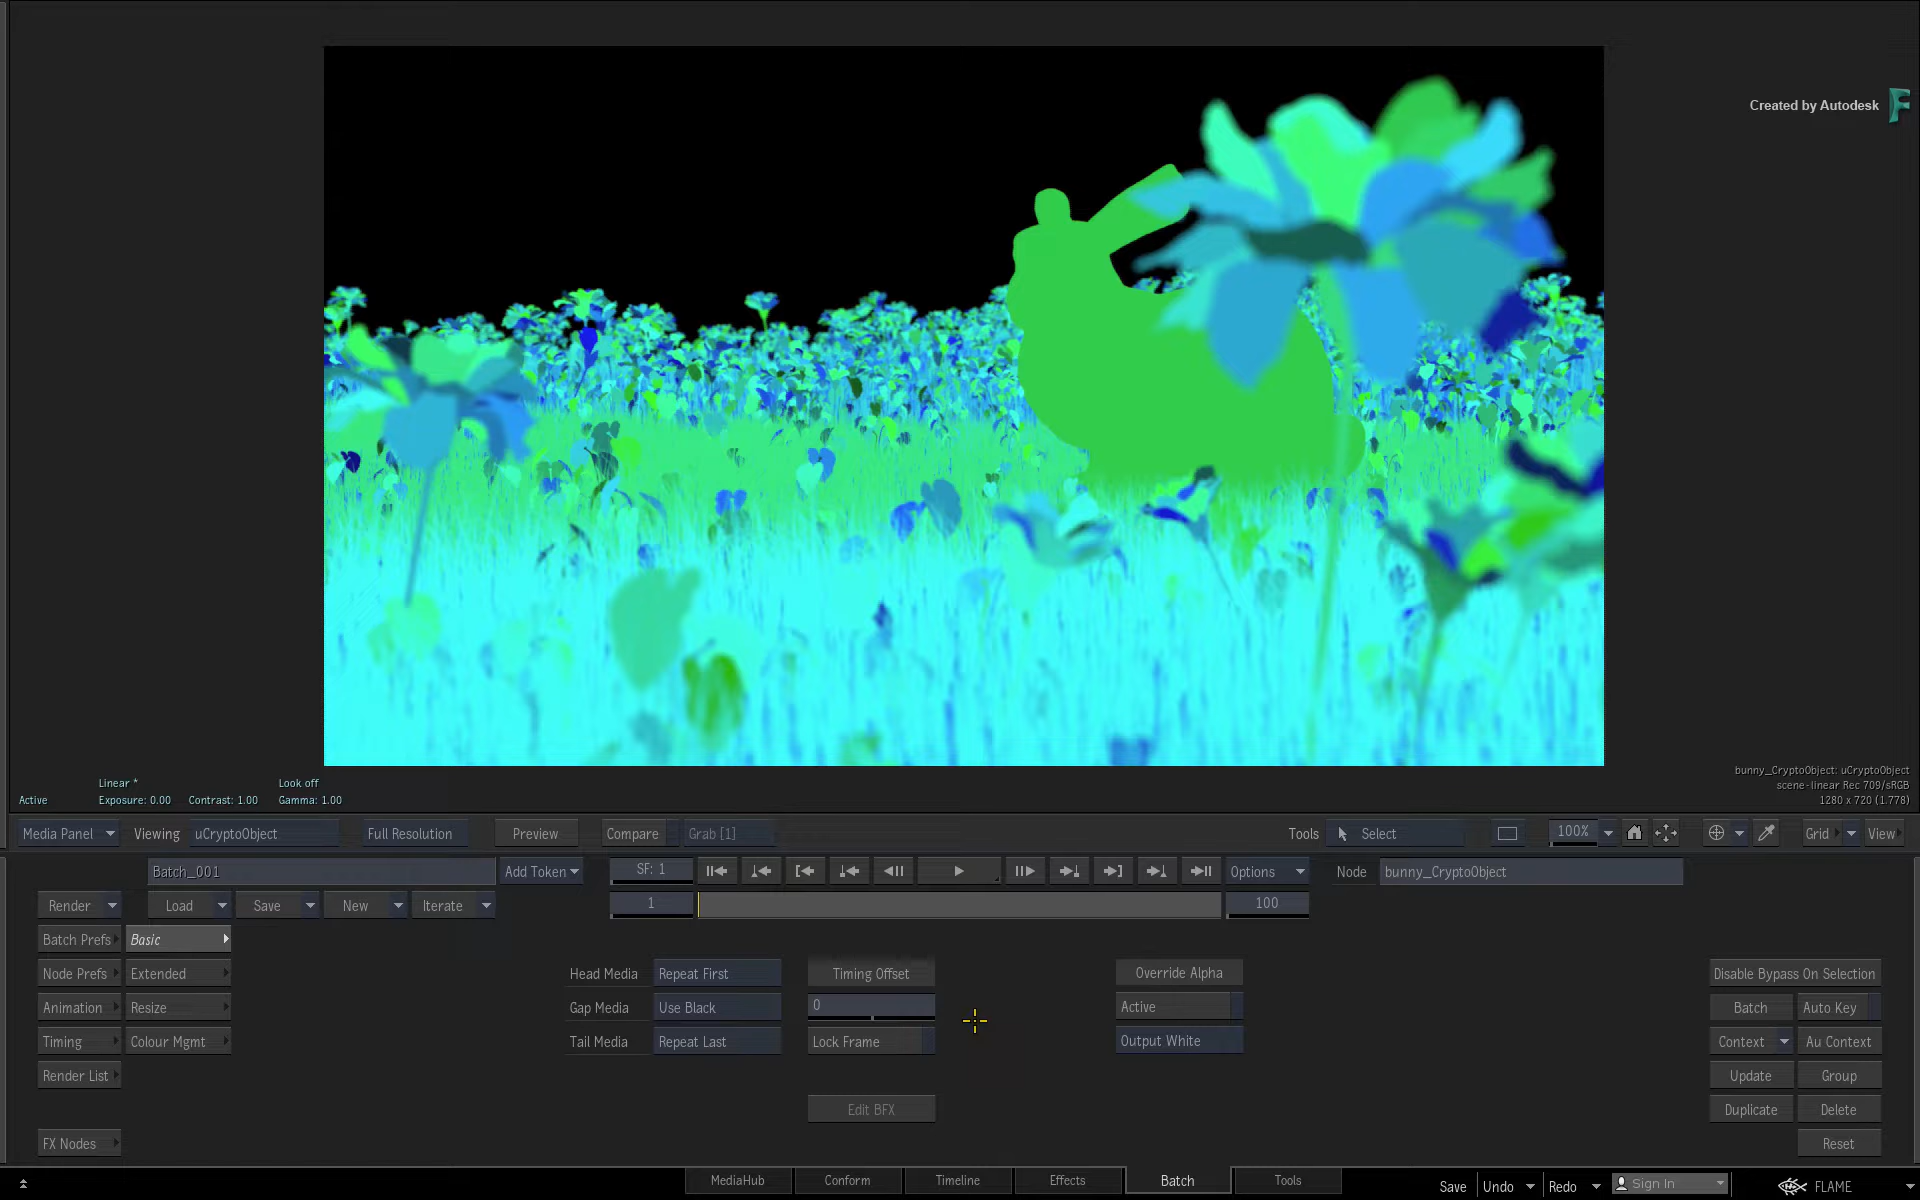 Created by Autodesk
Linear *
Look off
Active
Exposure: 0.00
Contrast: 1.00
Gamma: 1.00
bunny_CryptoObject: uCryptoObject
scene-linear Rec 709/sRGB
1280 x 720 (1.778)
Media Panel
Viewing
uCryptoObject
Full Resolution
Preview
Compare
Grab [1]
Tools
Select
100%
Grid
View
Batch_001
Add Token
SF: 1
Options
Node
bunny_CryptoObject
Render
Load
Save
New
Iterate
1
100
Batch Prefs
Basic
Node Prefs
Extended
Head Media
Repeat First
Timing Offset
Override Alpha
Disable Bypass On Selection
Animation
Resize
Gap Media
Use Black
0
Active
Batch
Auto Key
Timing
Colour Mgmt
Tail Media
Repeat Last
Lock Frame
Output White
Context
Au Context
Render List
Update
Group
Edit BFX
Duplicate
Delete
FX Nodes
Reset
MediaHub
Conform
Timeline
Effects
Batch
Tools
Save
Undo
Redo
Sign In
FLAME